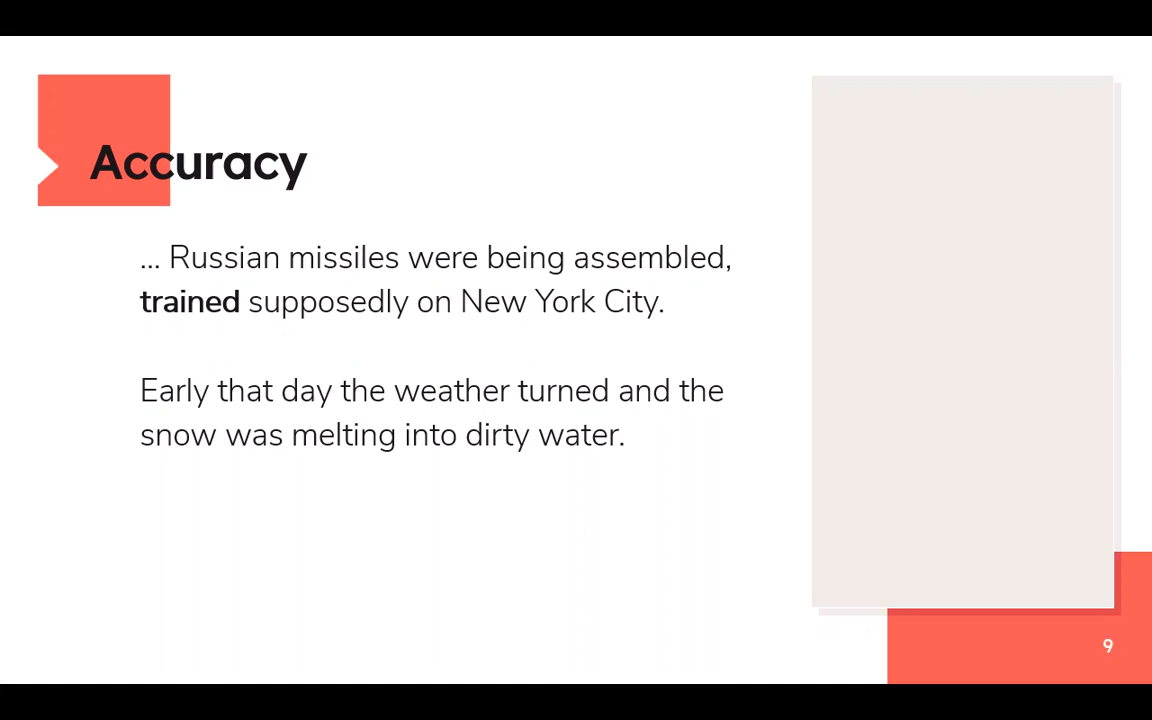 Accuracy
... Russian missiles were being assembled,
trained supposedly on New York City.
Early that day the weather turned and the
snow was melting into dirty water.
9